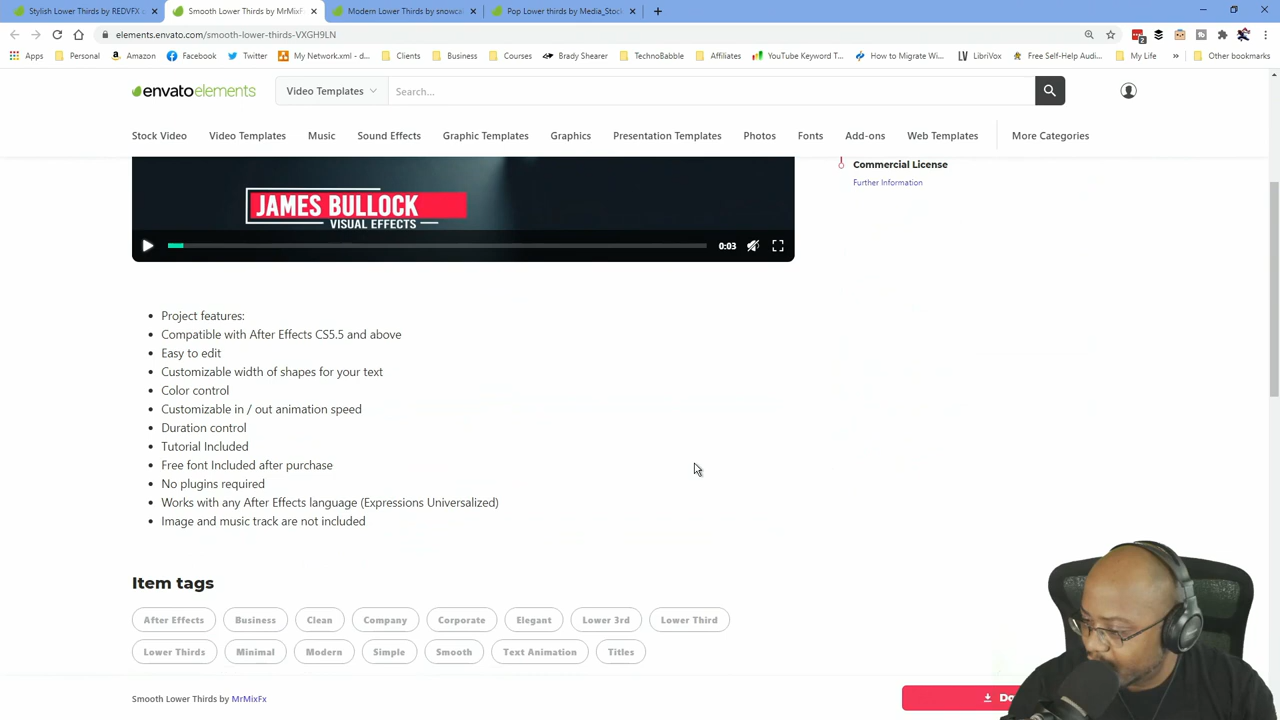 Stylish Lower Thirds by REDVFX
Smooth Lower Thirds by MrMixF
Modern Lower Thirds by snowca
Pop Lower thirds by Media_Stock
elements.envato.com/smooth-lower-thirds-VXGH9LN
Apps Personal Amazon Facebook Twitter My Network.xml - d... Clients Business Courses Brady Shearer TechnoBabble Affiliates YouTube Keyword T... How to Migrate Wi... LibriVox Free Self-Help Audi... My Life » Other bookmarks
envatoelements Video Templates Search...
Stock Video Video Templates Music Sound Effects Graphic Templates Graphics Presentation Templates Photos Fonts Add-ons Web Templates More Categories
Commercial License
Further Information
JAMES BULLOCK
VISUAL EFFECTS
0:03
• Project features:
• Compatible with After Effects CS5.5 and above
• Easy to edit
• Customizable width of shapes for your text
• Color control
• Customizable in / out animation speed
• Duration control
• Tutorial Included
• Free font Included after purchase
• No plugins required
• Works with any After Effects language (Expressions Universalized)
• Image and music track are not included
Item tags
After Effects Business Clean Company Corporate Elegant Lower 3rd Lower Third
Lower Thirds Minimal Modern Simple Smooth Text Animation Titles
Smooth Lower Thirds by MrMixFx
Do